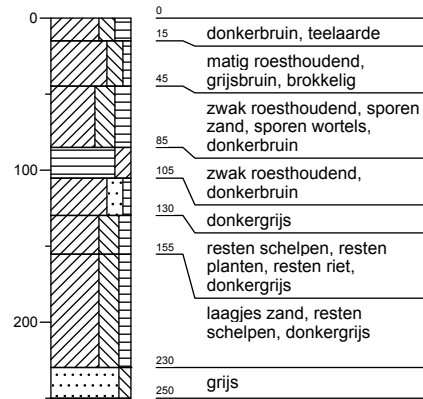 0
0
donkerbruin, teelaarde
15
matig roesthoudend,
grijsbruin, brokkelig
45
zwak roesthoudend, sporen
zand, sporen wortels,
donkerbruin
85
100
zwak roesthoudend,
donkerbruin
105
donkergrijs
130
resten schelpen, resten
planten, resten riet,
donkergrijs
155
laagjes zand, resten
schelpen, donkergrijs
200
230
grijs
250